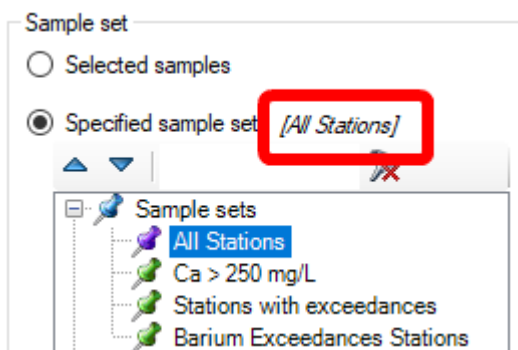 Sample set
Selected samples
Specified sample set [All Stations]
Sample sets
All Stations
Ca > 250 mg/L
Stations with exceedances
Barium Exceedances Stations